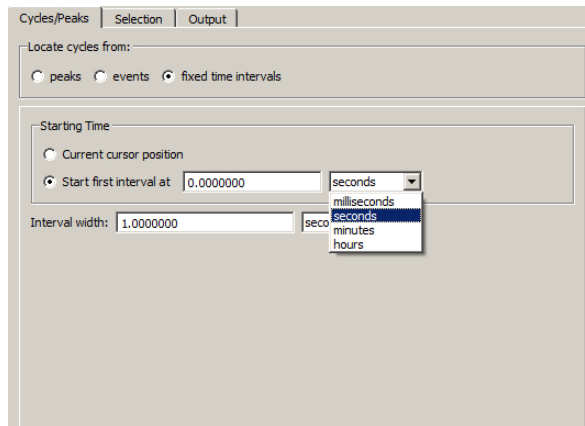 Cycles/Peaks Selection Output
Locate cycles from:
peaks events fixed time intervals
Starting Time
Current cursor position
Start first interval at 0.0000000 seconds
milliseconds
seconds
minutes
hours
Interval width: 1.0000000 seco